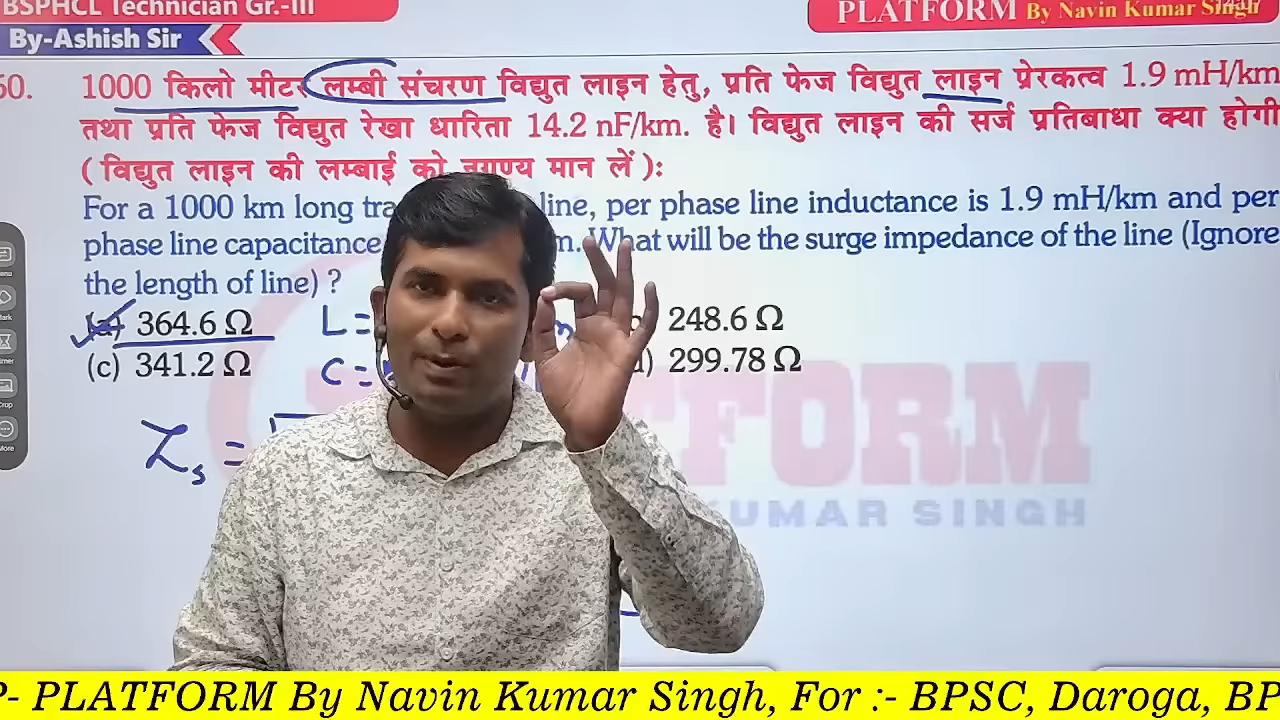 BSPHCL Technician Gr.-III
PLATFORM By Navin Kumar Singh
By-Ashish Sir
60. 1000 किलो मीटर लम्बी संचरण विद्युत लाइन हेतु, प्रति फेज विद्युत लाइन प्रेरकत्व 1.9 mH/km
तथा प्रति फेज विद्युत रेखा धारिता 14.2 nF/km. है। विद्युत लाइन की सर्ज प्रतिबाधा क्या होगी
( विद्युत लाइन की लम्बाई को नगण्य मान लें ):
For a 1000 km long line, per phase line inductance is 1.9 mH/km and per
phase line capacitance What will be the surge impedance of the line (Ignore
the length of line) ?
(a) 364.6 Ω L= 248.6 Ω
(c) 341.2 Ω C= 299.78 Ω
Zs =
FORM
KUMAR SINGH
P- PLATFORM By Navin Kumar Singh, For :- BPSC, Daroga, BP